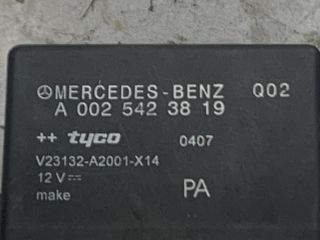 MERCEDES-BENZ Q02
A 002 542 38 19
++ tyco 0407
V23132-A2001-X14
12 V⎓
make PA